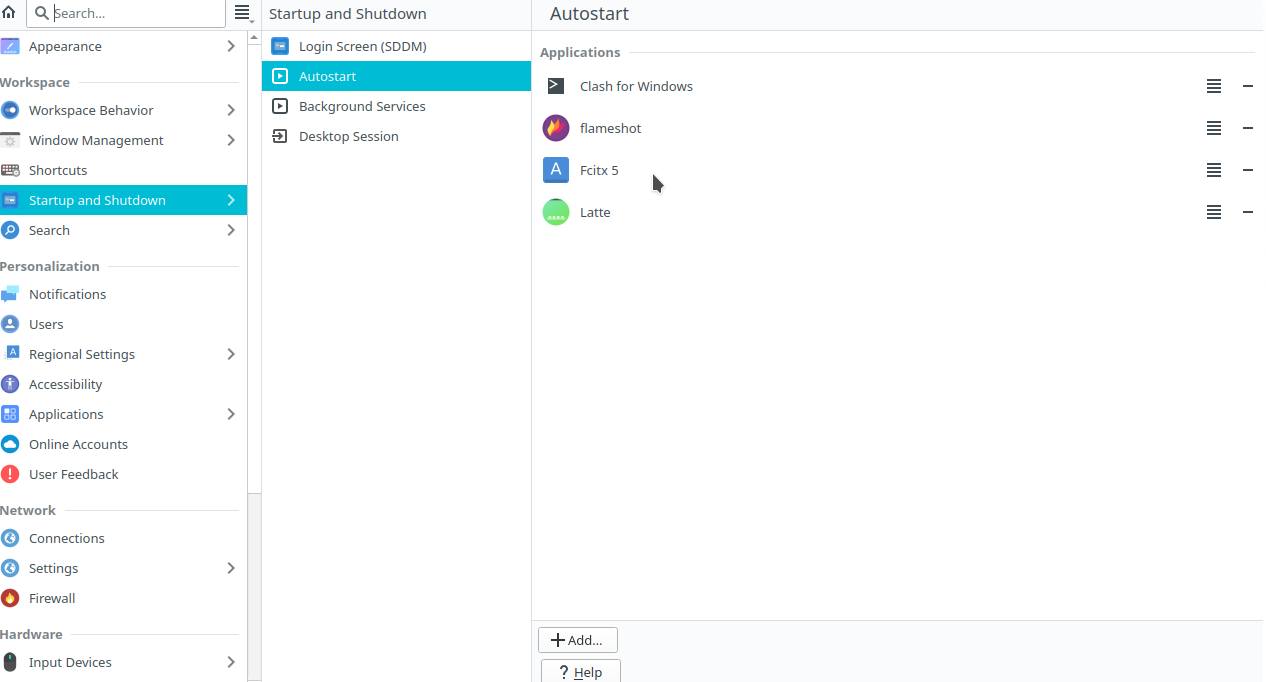 Search...
Appearance
Workspace
Workspace Behavior
Window Management
Shortcuts
Startup and Shutdown
Search
Personalization
Notifications
Users
Regional Settings
Accessibility
Applications
Online Accounts
User Feedback
Network
Connections
Settings
Firewall
Hardware
Input Devices
Startup and Shutdown
Login Screen (SDDM)
Autostart
Background Services
Desktop Session
Autostart
Applications
Clash for Windows
flameshot
A Fcitx 5
Latte
Add...
? Help